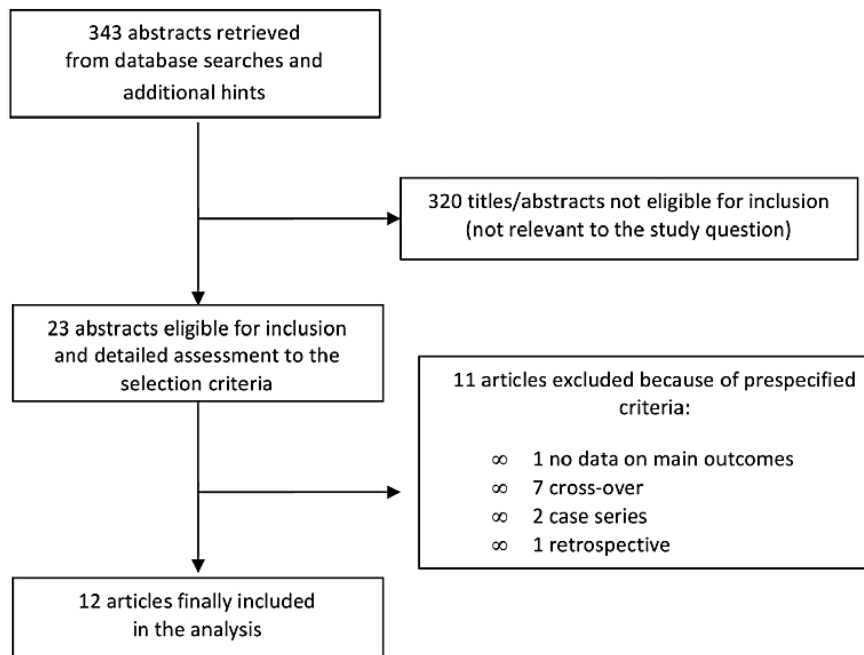 343 abstracts retrieved
from database searches and
additional hints
320 titles/abstracts not eligible for inclusion
(not relevant to the study question)
23 abstracts eligible for inclusion
and detailed assessment to the
selection criteria
11 articles excluded because of prespecified
criteria:
∞ 1 no data on main outcomes
∞ 7 cross-over
∞ 2 case series
∞ 1 retrospective
12 articles finally included
in the analysis